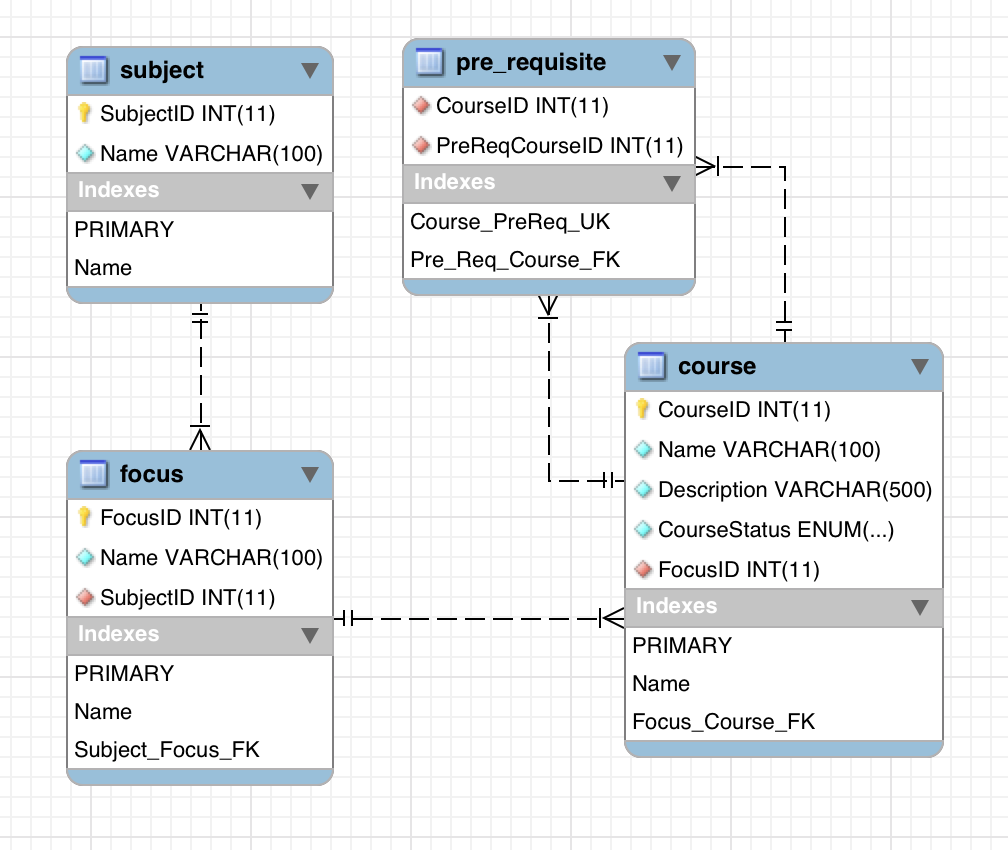 subject
SubjectID INT(11)
Name VARCHAR(100)
Indexes
PRIMARY
Name
pre_requisite
CourseID INT(11)
PreReqCourseID INT(11)
Indexes
Course_PreReq_UK
Pre_Req_Course_FK
focus
FocusID INT(11)
Name VARCHAR(100)
SubjectID INT(11)
Indexes
PRIMARY
Name
Subject_Focus_FK
course
CourseID INT(11)
Name VARCHAR(100)
Description VARCHAR(500)
CourseStatus ENUM(...)
FocusID INT(11)
Indexes
PRIMARY
Name
Focus_Course_FK